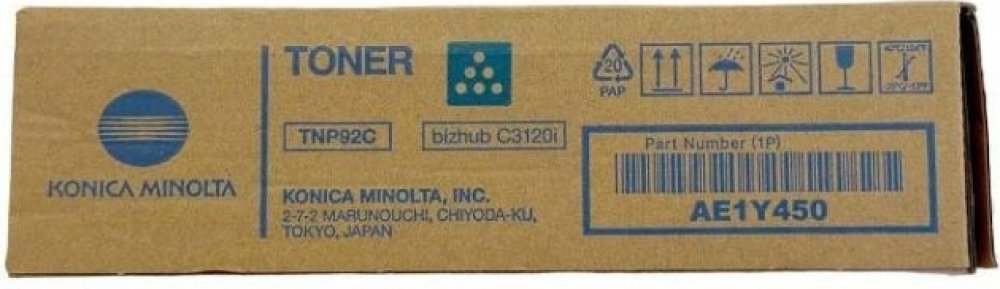 KONICA MINOLTA
TONER
TNP92C
bizhub C3120i
KONICA MINOLTA, INC.
2-7-2 MARUNOUCHI, CHIYODA-KU,
TOKYO, JAPAN
20
PAP
Part Number (1P)
AE1Y450